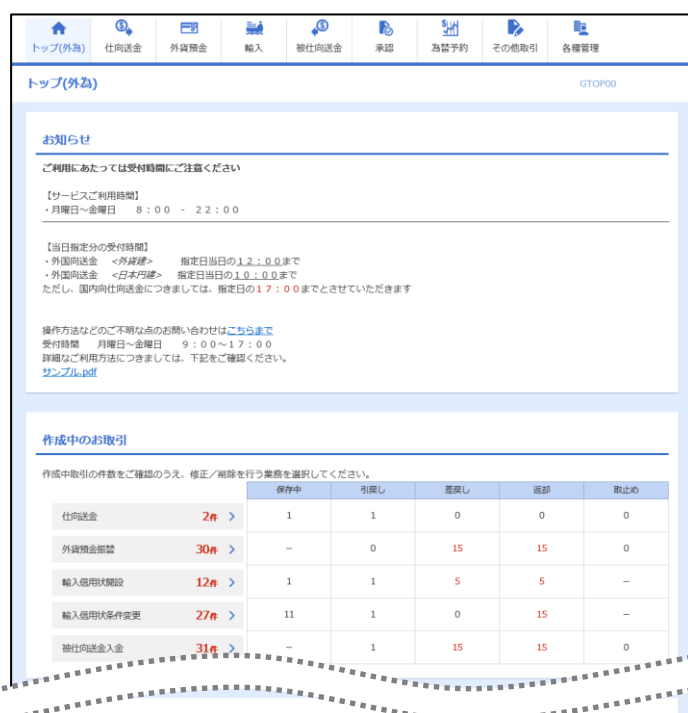 トップ(外為) 仕向送金 外貨預金 輸入 被仕向送金 承認 為替予約 その他取引 各種管理
トップ(外為) GTOP00
お知らせ
ご利用にあたっては受付時間にご注意ください
【サービスご利用時間】
・月曜日～金曜日 8:00 - 22:00
【当日指定分の受付時間】
・外国向送金 <外貨建> 指定日当日の12:00まで
・外国向送金 <日本円建> 指定日当日の10:00まで
ただし、国内向仕向送金につきましては、指定日の17:00までとさせていただきます
操作方法などのご不明な点のお問い合わせはこちらまで
受付時間 月曜日～金曜日 9:00～17:00
詳細なご利用方法につきましては、下記をご確認ください。
サンプル.pdf
作成中のお取引
作成中取引の件数をご確認のうえ、修正／削除を行う業務を選択してください。
保存中 引戻し 差戻し 返却 取止め
仕向送金 2件 1 1 0 0 0
外貨預金振替 30件 － 0 15 15 0
輸入信用状開設 12件 1 1 5 5 －
輸入信用状条件変更 27件 11 1 0 15 －
被仕向送金入金 31件 － 1 15 15 0